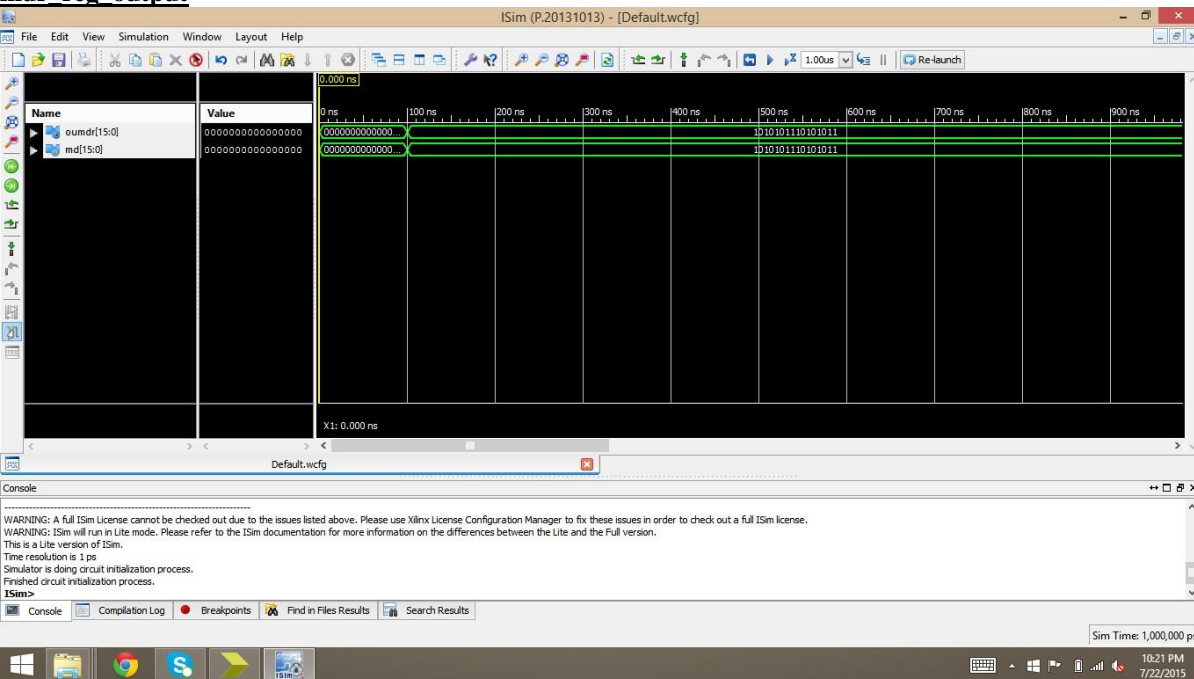 mdr_reg_output
ISim (P.20131013) - [Default.wcfg]
File Edit View Simulation Window Layout Help
1.00us Re-launch
0.000 ns
Name Value
0 ns 100 ns 200 ns 300 ns 400 ns 500 ns 600 ns 700 ns 800 ns 900 ns
oumdr[15:0] 0000000000000000 0000000000000... 1010101110101011
md[15:0] 0000000000000000 0000000000000... 1010101110101011
X1: 0.000 ns
Default.wcfg
Console
WARNING: A full ISim License cannot be checked out due to the issues listed above. Please use Xilinx License Configuration Manager to fix these issues in order to check out a full ISim license.
WARNING: ISim will run in Lite mode. Please refer to the ISim documentation for more information on the differences between the Lite and the Full version.
This is a Lite version of ISim.
Time resolution is 1 ps
Simulator is doing circuit initialization process.
Finished circuit initialization process.
ISim>
Console Compilation Log Breakpoints Find in Files Results Search Results
Sim Time: 1,000,000 ps
10:21 PM
7/22/2015